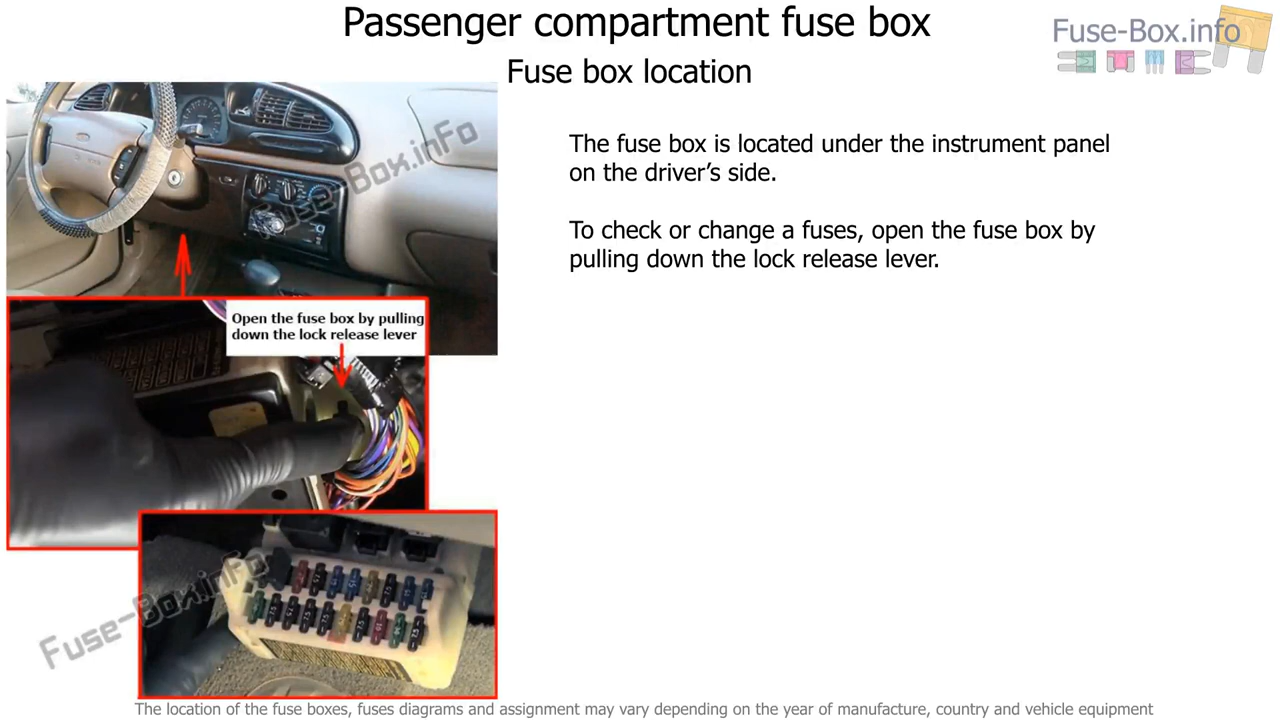 Passenger compartment fuse box
Fuse-Box.info
Fuse box location
The fuse box is located under the instrument panel
on the driver’s side.
To check or change a fuses, open the fuse box by
pulling down the lock release lever.
Fuse-Box.info
Open the fuse box by pulling
down the lock release lever
Fuse-Box.info
The location of the fuse boxes, fuses diagrams and assignment may vary depending on the year of manufacture, country and vehicle equipment